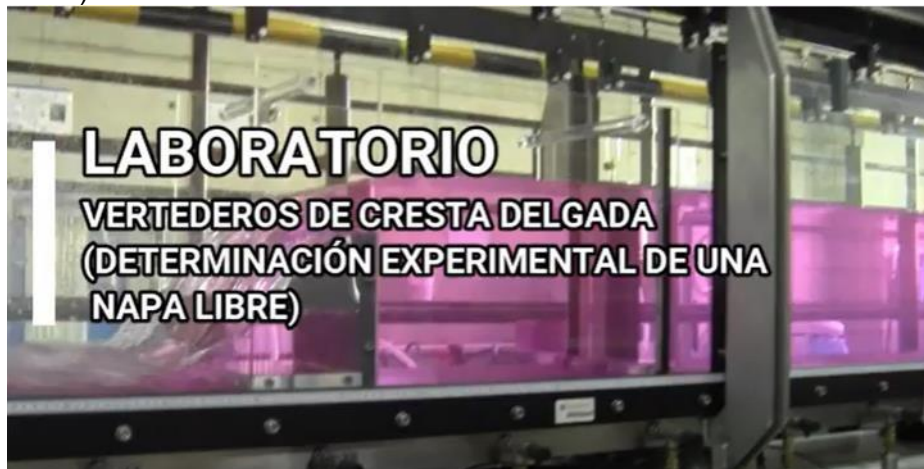 LABORATORIO
VERTEDEROS DE CRESTA DELGADA
(DETERMINACIÓN EXPERIMENTAL DE UNA
NAPA LIBRE)